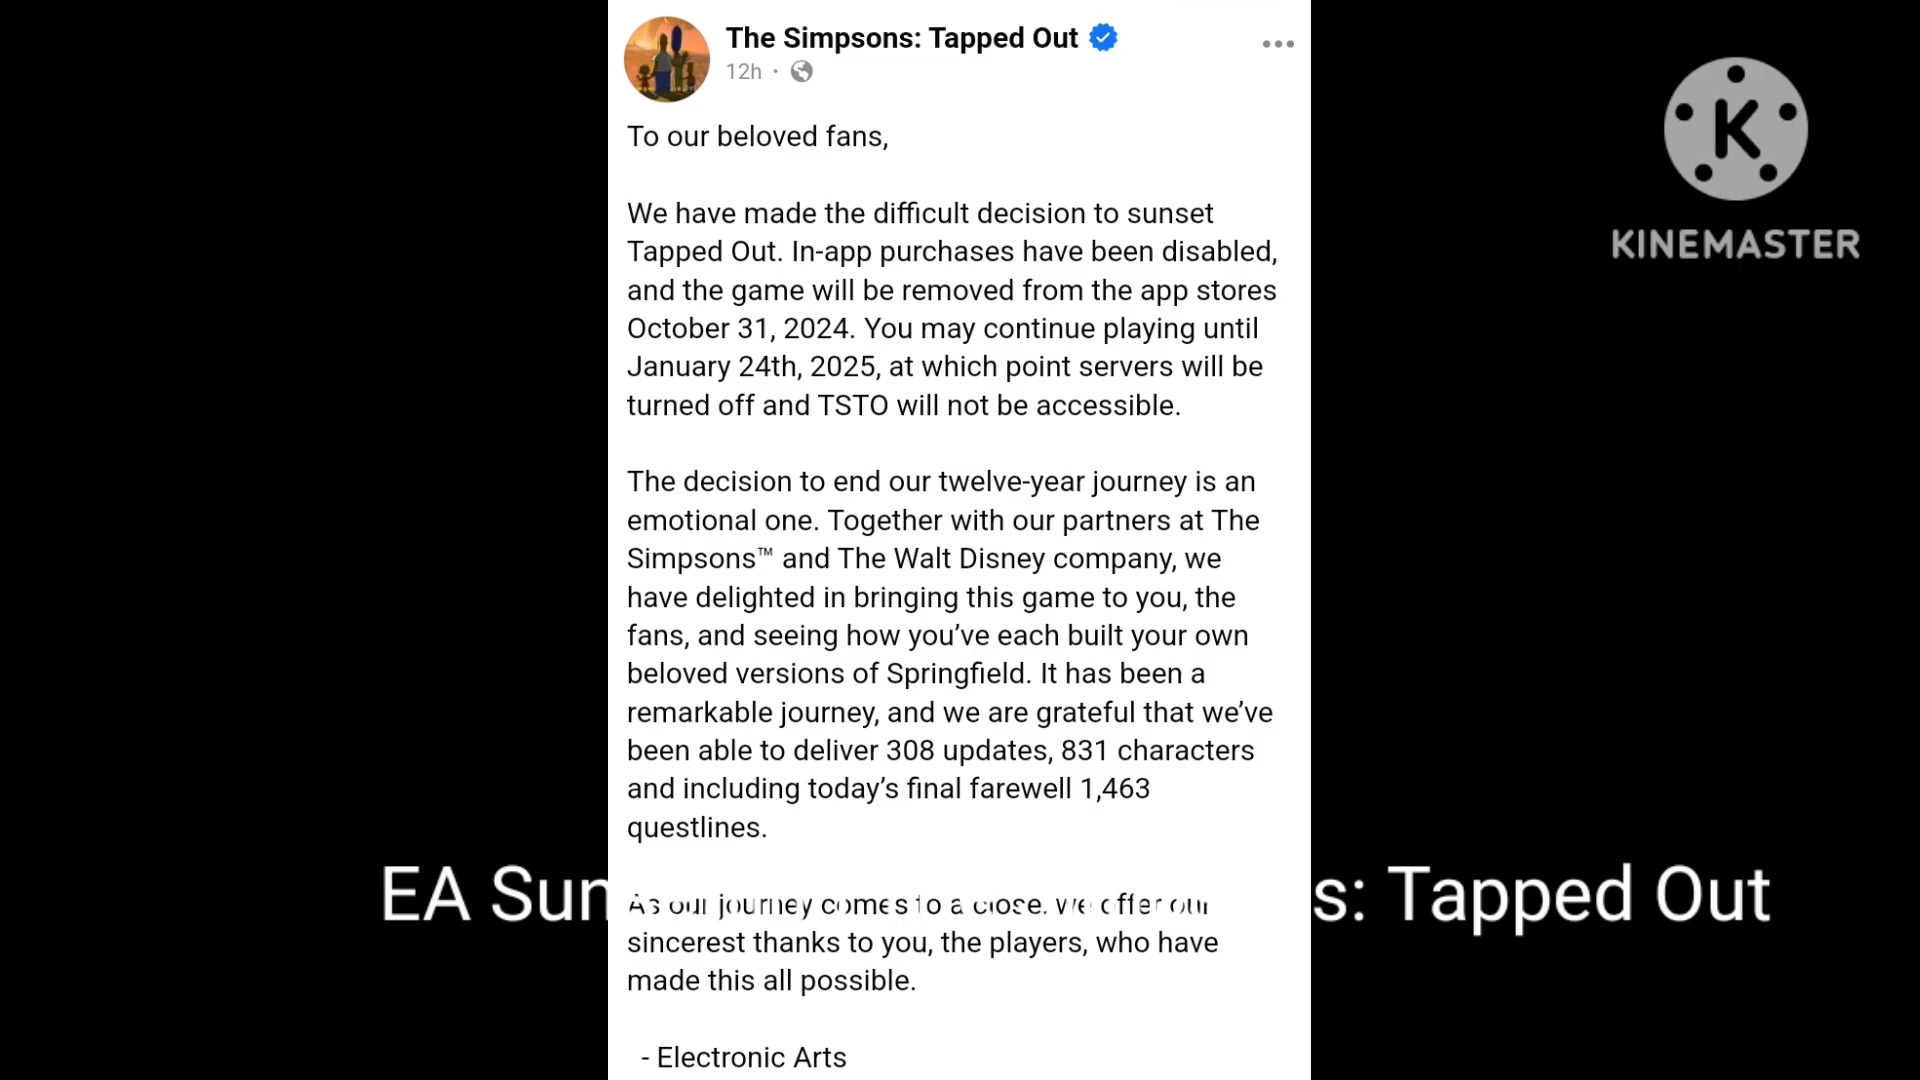 The Simpsons: Tapped Out
12h ·
To our beloved fans,
We have made the difficult decision to sunset
Tapped Out. In-app purchases have been disabled,
and the game will be removed from the app stores
October 31, 2024. You may continue playing until
January 24th, 2025, at which point servers will be
turned off and TSTO will not be accessible.
The decision to end our twelve-year journey is an
emotional one. Together with our partners at The
Simpsons™ and The Walt Disney company, we
have delighted in bringing this game to you, the
fans, and seeing how you’ve each built your own
beloved versions of Springfield. It has been a
remarkable journey, and we are grateful that we’ve
been able to deliver 308 updates, 831 characters
and including today’s final farewell 1,463
questlines.
As our journey comes to a close, we offer our
sincerest thanks to you, the players, who have
made this all possible.
- Electronic Arts
K
KINEMASTER
EA Sun s: Tapped Out